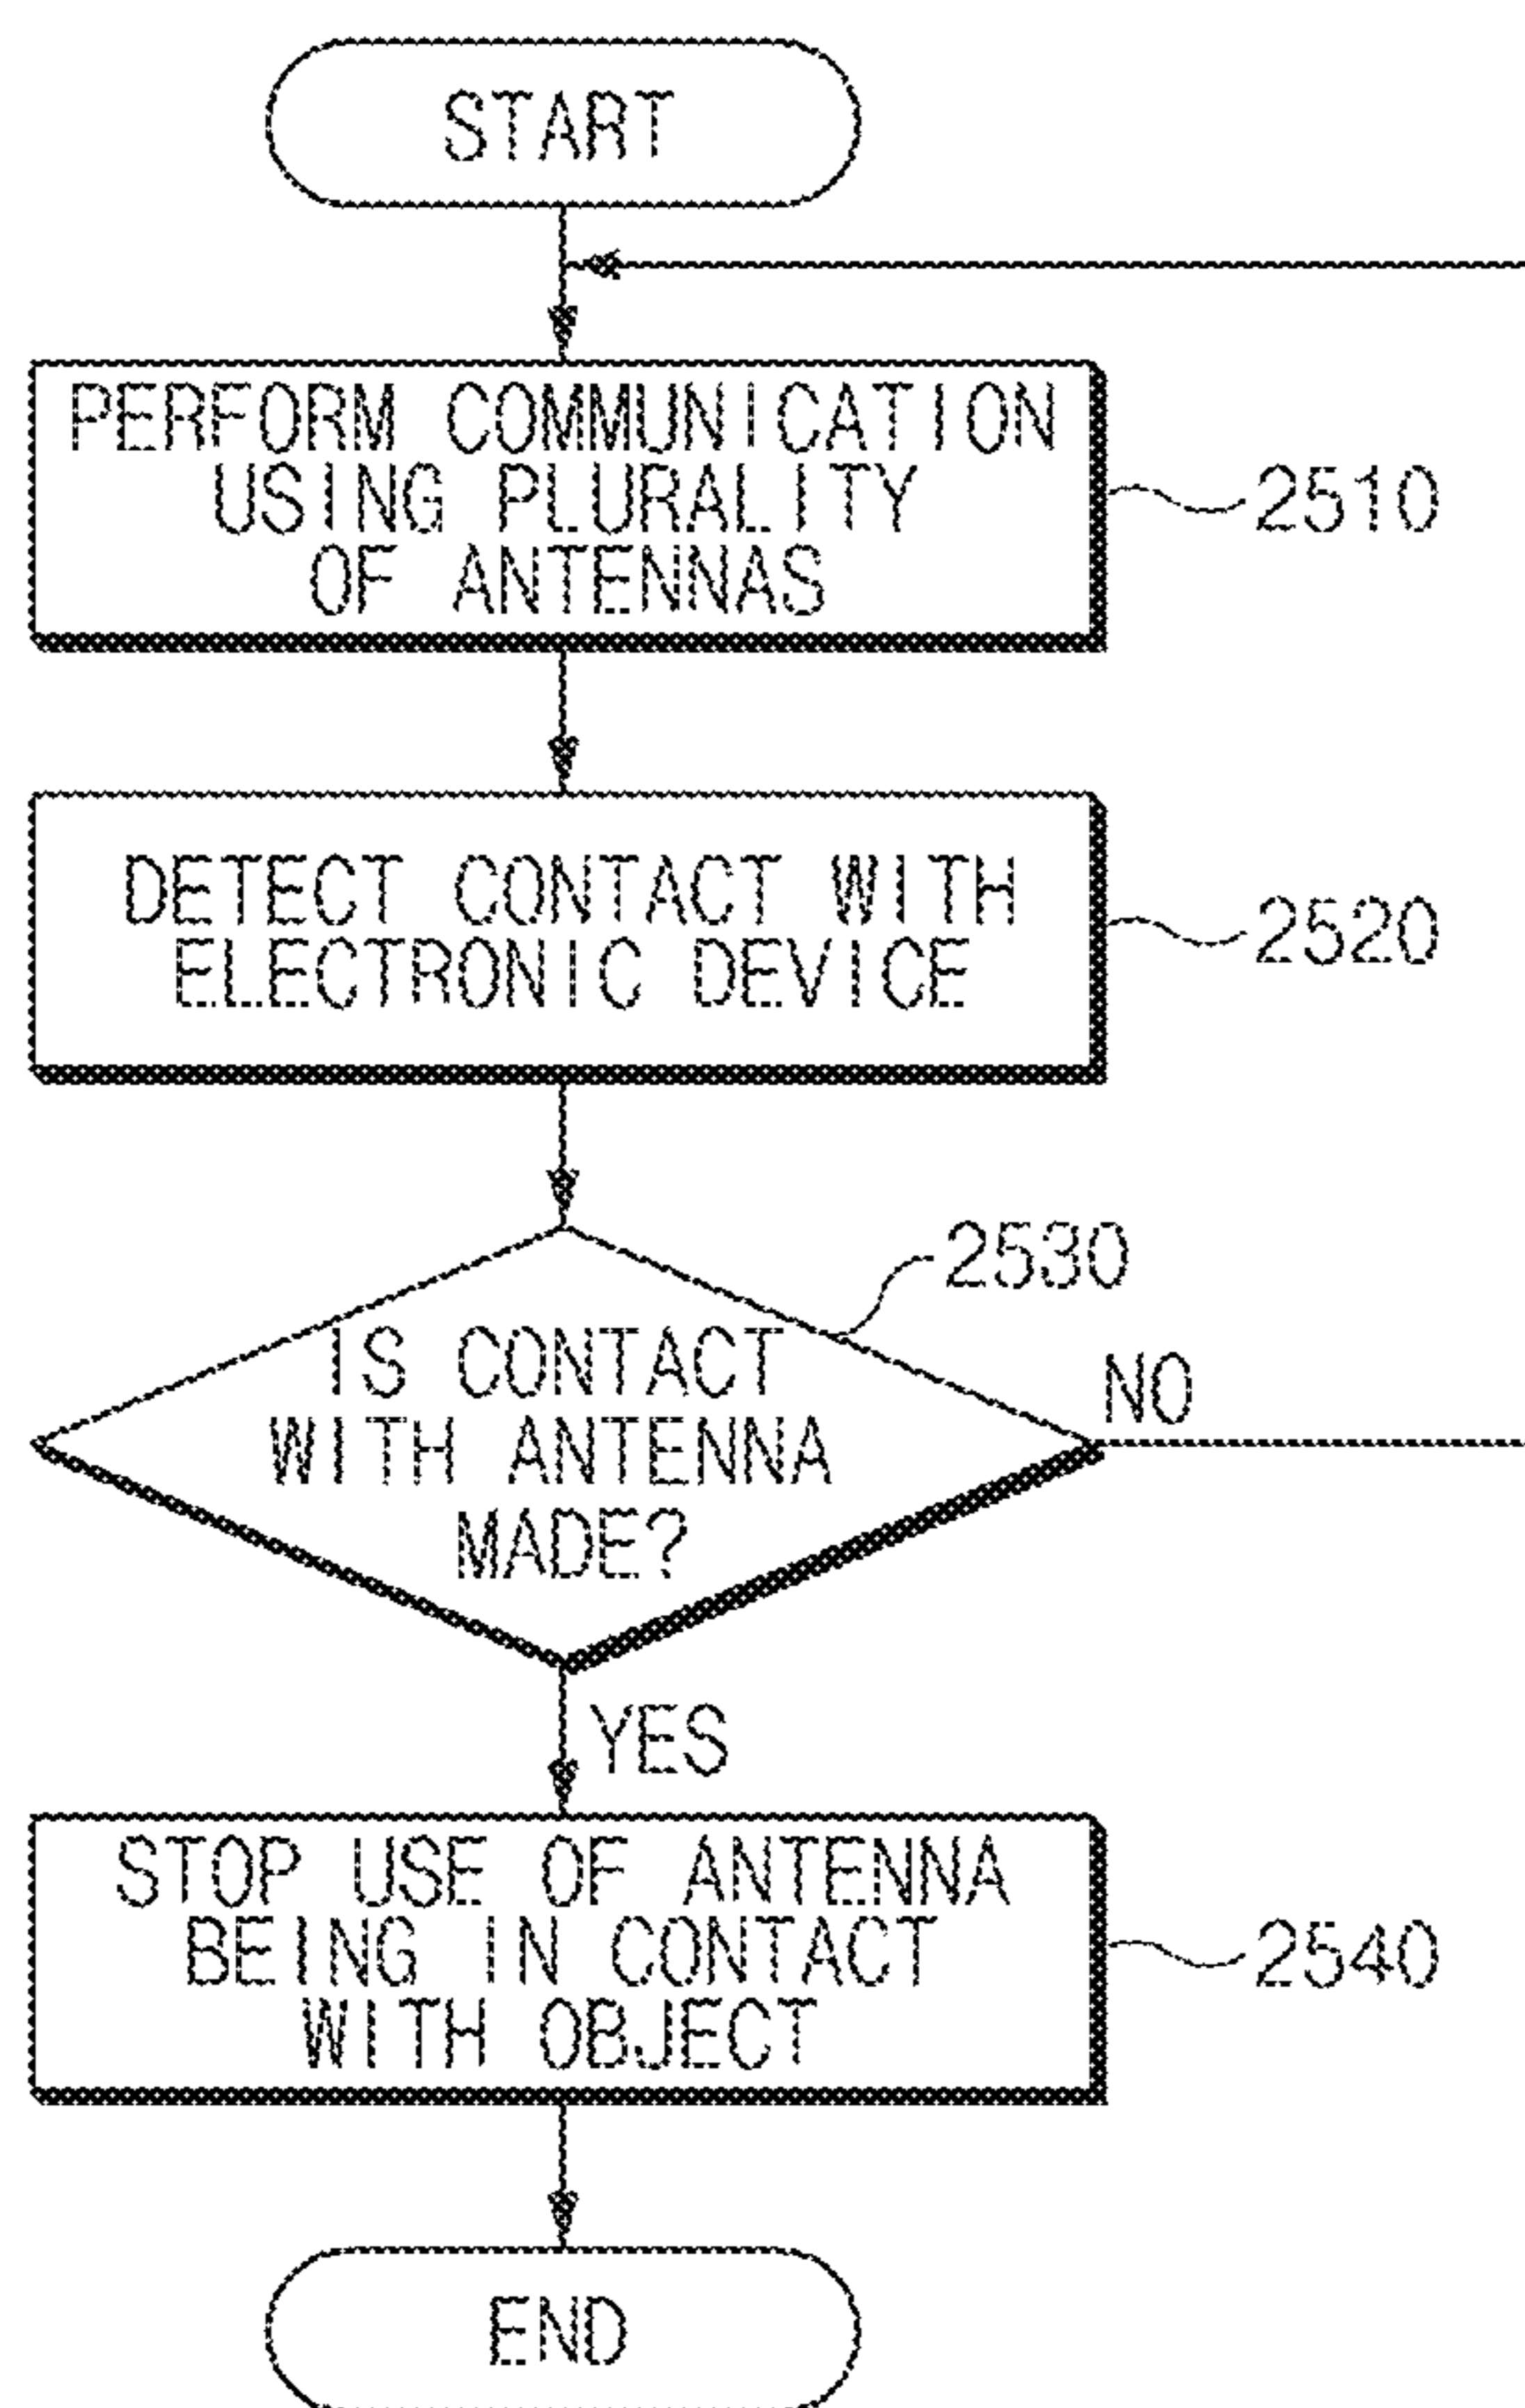 START
PERFORM COMMUNICATION
USING PLURALITY
OF ANTENNAS
2510
DETECT CONTACT WITH
ELECTRONIC DEVICE
2520
2530
IS CONTACT
WITH ANTENNA
MADE?
NO
YES
STOP USE OF ANTENNA
BEING IN CONTACT
WITH OBJECT
2540
END